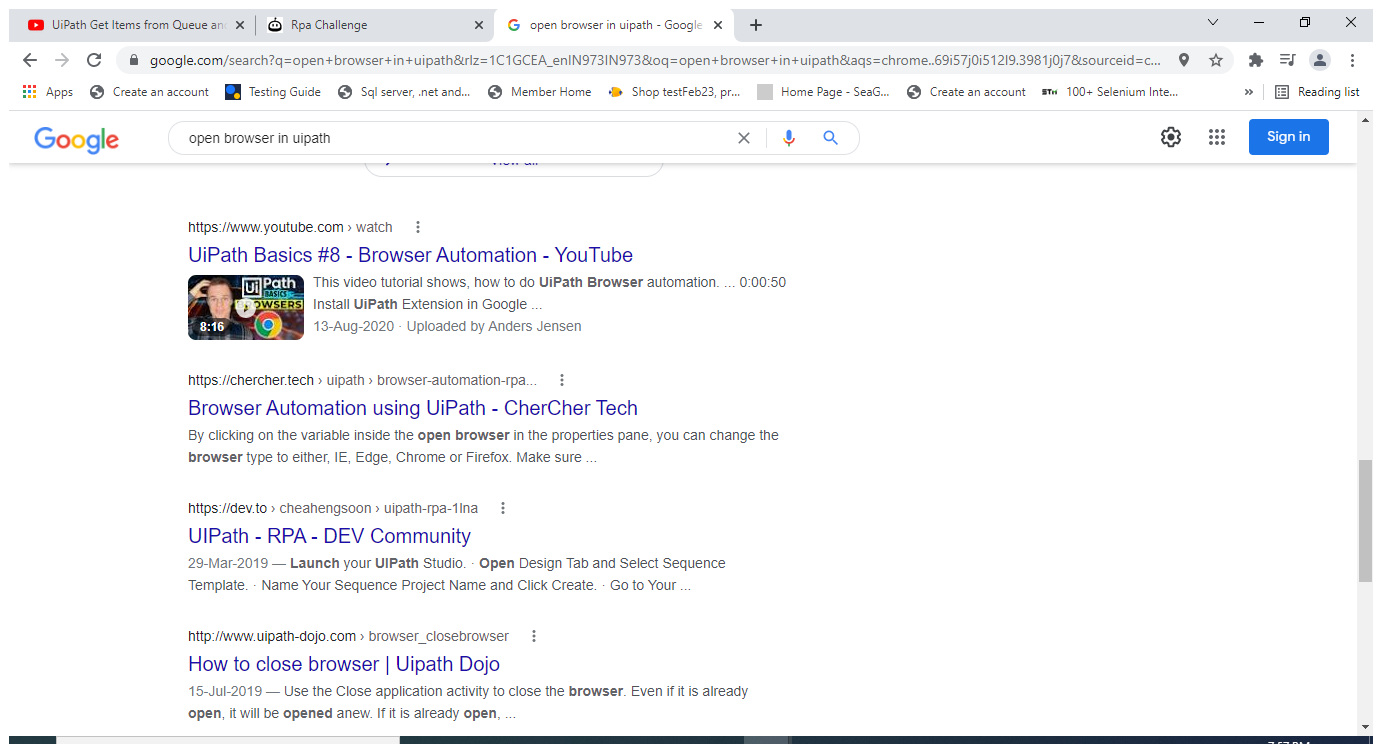 UiPath Get Items from Queue an
Rpa Challenge
open browser in uipath - Google
google.com/search?q=open+browser+in+uipath&rlz=1C1GCEA_enIN973IN973&oq=open+browser+in+uipath&aqs=chrome..69i57j0i512l9.3981j0j7&sourceid=c...
Apps
Create an account
Testing Guide
Sql server, .net and...
Member Home
Shop testFeb23, pr...
Home Page - SeaG...
Create an account
STH
100+ Selenium Inte...
»
Reading list
Google
open browser in uipath
Sign in
View all
https://www.youtube.com › watch
UiPath Basics #8 - Browser Automation - YouTube
UiPath
BASICS
BROWSERS
8:16
This video tutorial shows, how to do UiPath Browser automation. ... 0:00:50
Install UiPath Extension in Google ...
13-Aug-2020 · Uploaded by Anders Jensen
https://chercher.tech › uipath › browser-automation-rpa...
Browser Automation using UiPath - CherCher Tech
By clicking on the variable inside the open browser in the properties pane, you can change the
browser type to either, IE, Edge, Chrome or Firefox. Make sure ...
https://dev.to › cheahengsoon › uipath-rpa-1lna
UIPath - RPA - DEV Community
29-Mar-2019 — Launch your UIPath Studio. · Open Design Tab and Select Sequence
Template. · Name Your Sequence Project Name and Click Create. · Go to Your ...
http://www.uipath-dojo.com › browser_closebrowser
How to close browser | Uipath Dojo
15-Jul-2019 — Use the Close application activity to close the browser. Even if it is already
open, it will be opened anew. If it is already open, ...
7:57 PM